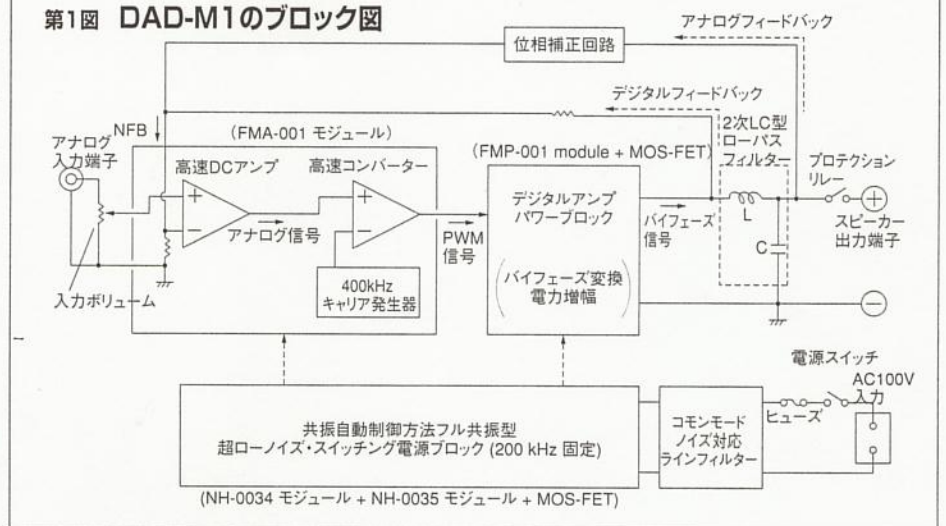 第1図 DAD-M1のブロック図
アナログフィードバック
位相補正回路
デジタルフィードバック
2次LC型
ローパス
フィルター
NFB
アナログ
入力端子
(FMA-001 モジュール)
(FMP-001 module + MOS-FET)
プロテクション
リレー
高速DCアンプ
高速コンバーター
+
−
アナログ信号
+
−
400kHz
キャリア発生器
PWM
信号
デジタルアンプ
パワーブロック
(バイフェーズ変換
電力増幅)
バイフェーズ
信号
L
C
+
スピーカー
出力端子
−
入力ボリューム
電源スイッチ
AC100V
入力
ヒューズ
共振自動制御方法フル共振型
超ローノイズ・スイッチング電源ブロック (200 kHz 固定)
コモンモード
ノイズ対応
ラインフィルター
(NH-0034 モジュール + NH-0035 モジュール + MOS-FET)